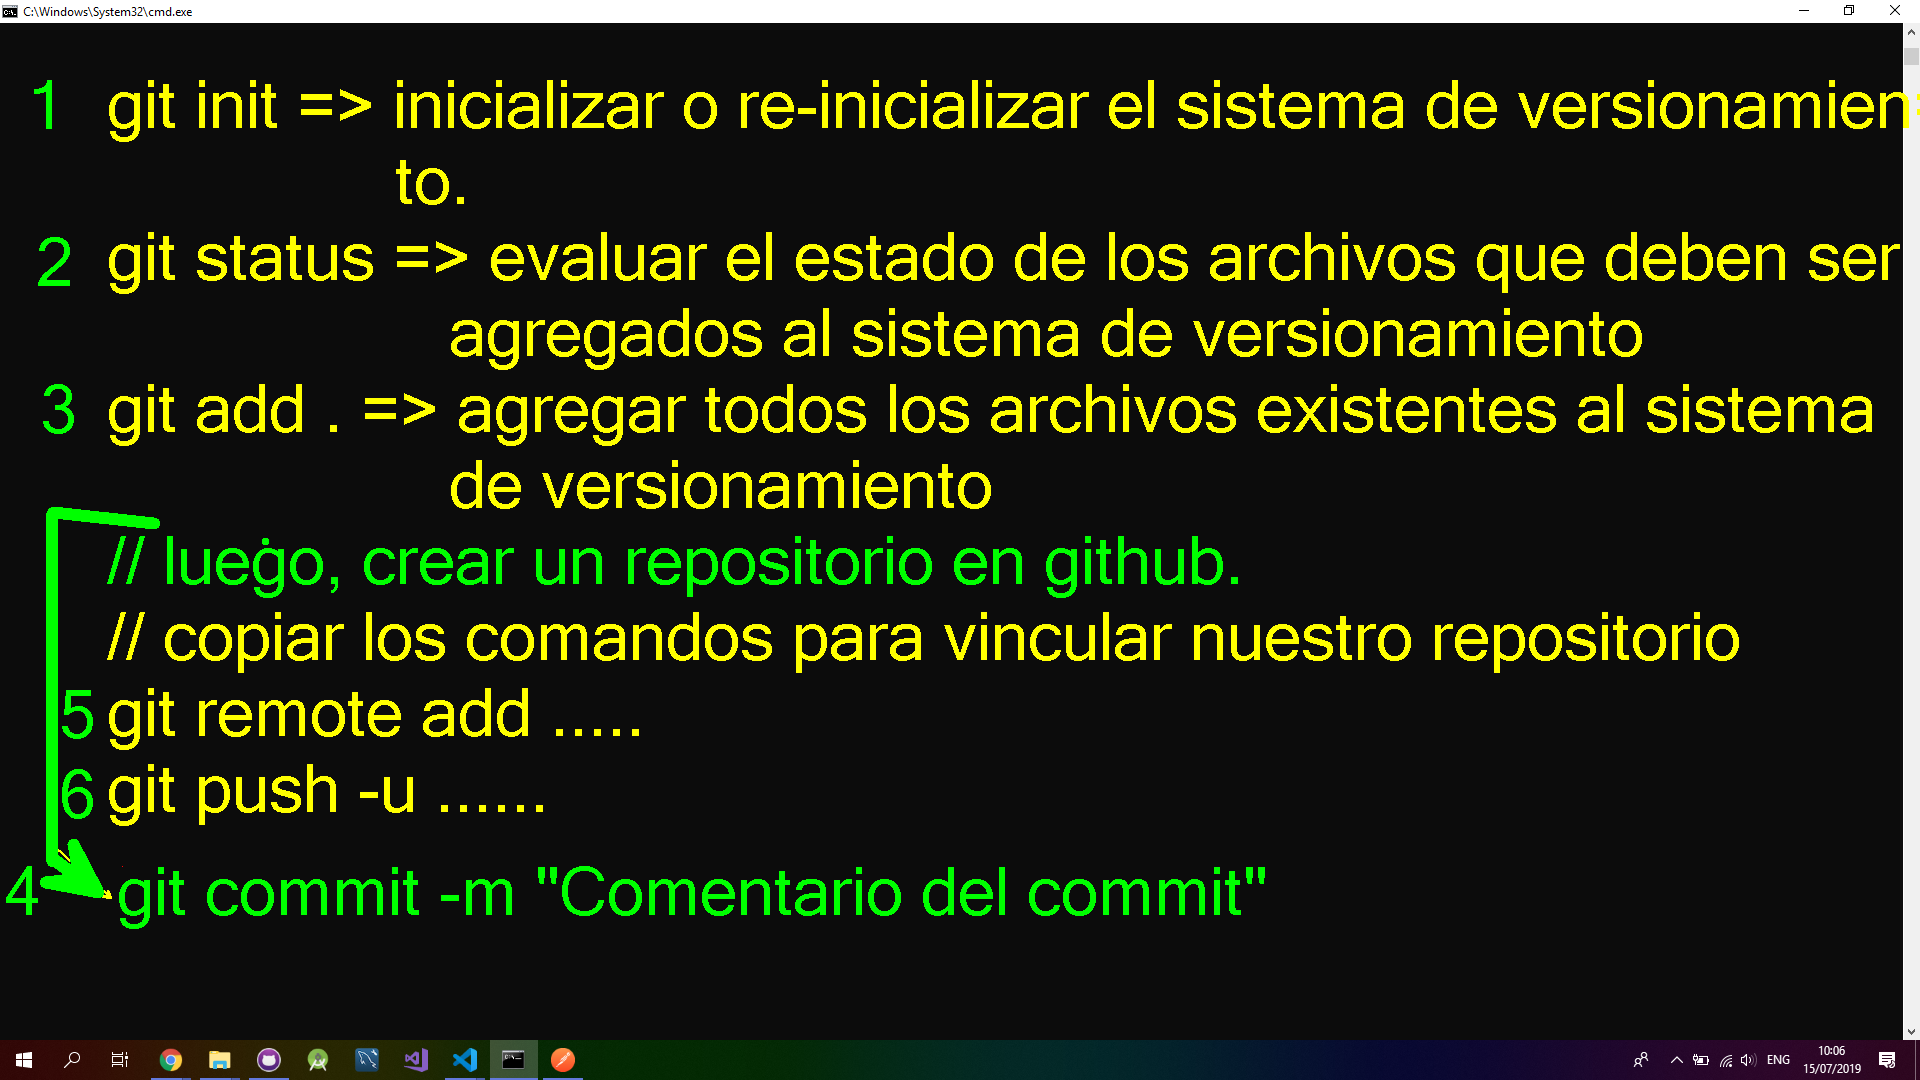 C:\Windows\System32\cmd.exe
1 git init => inicializar o re-inicializar el sistema de versionamien
to.
2 git status => evaluar el estado de los archivos que deben ser
agregados al sistema de versionamiento
3 git add . => agregar todos los archivos existentes al sistema
de versionamiento
// luego, crear un repositorio en github.
// copiar los comandos para vincular nuestro repositorio
5 git remote add .....
6 git push -u ......
4 git commit -m "Comentario del commit"
ENG
10:06
15/07/2019